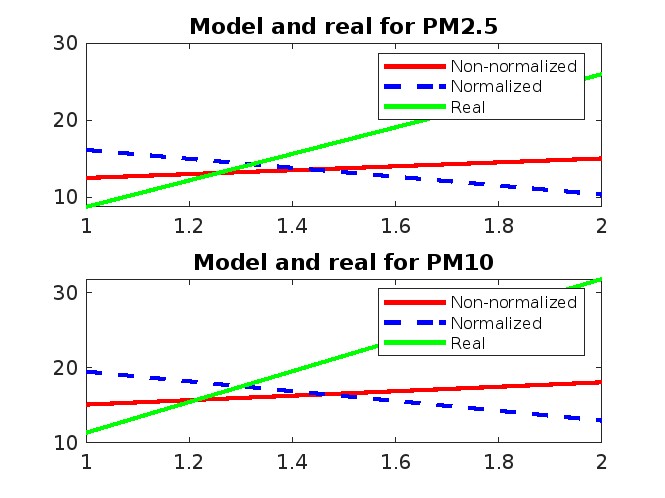 Model and real for PM2.5
30
20
10
Non-normalized
Normalized
Real
1 1.2 1.4 1.6 1.8 2
Model and real for PM10
30
20
10
Non-normalized
Normalized
Real
1 1.2 1.4 1.6 1.8 2